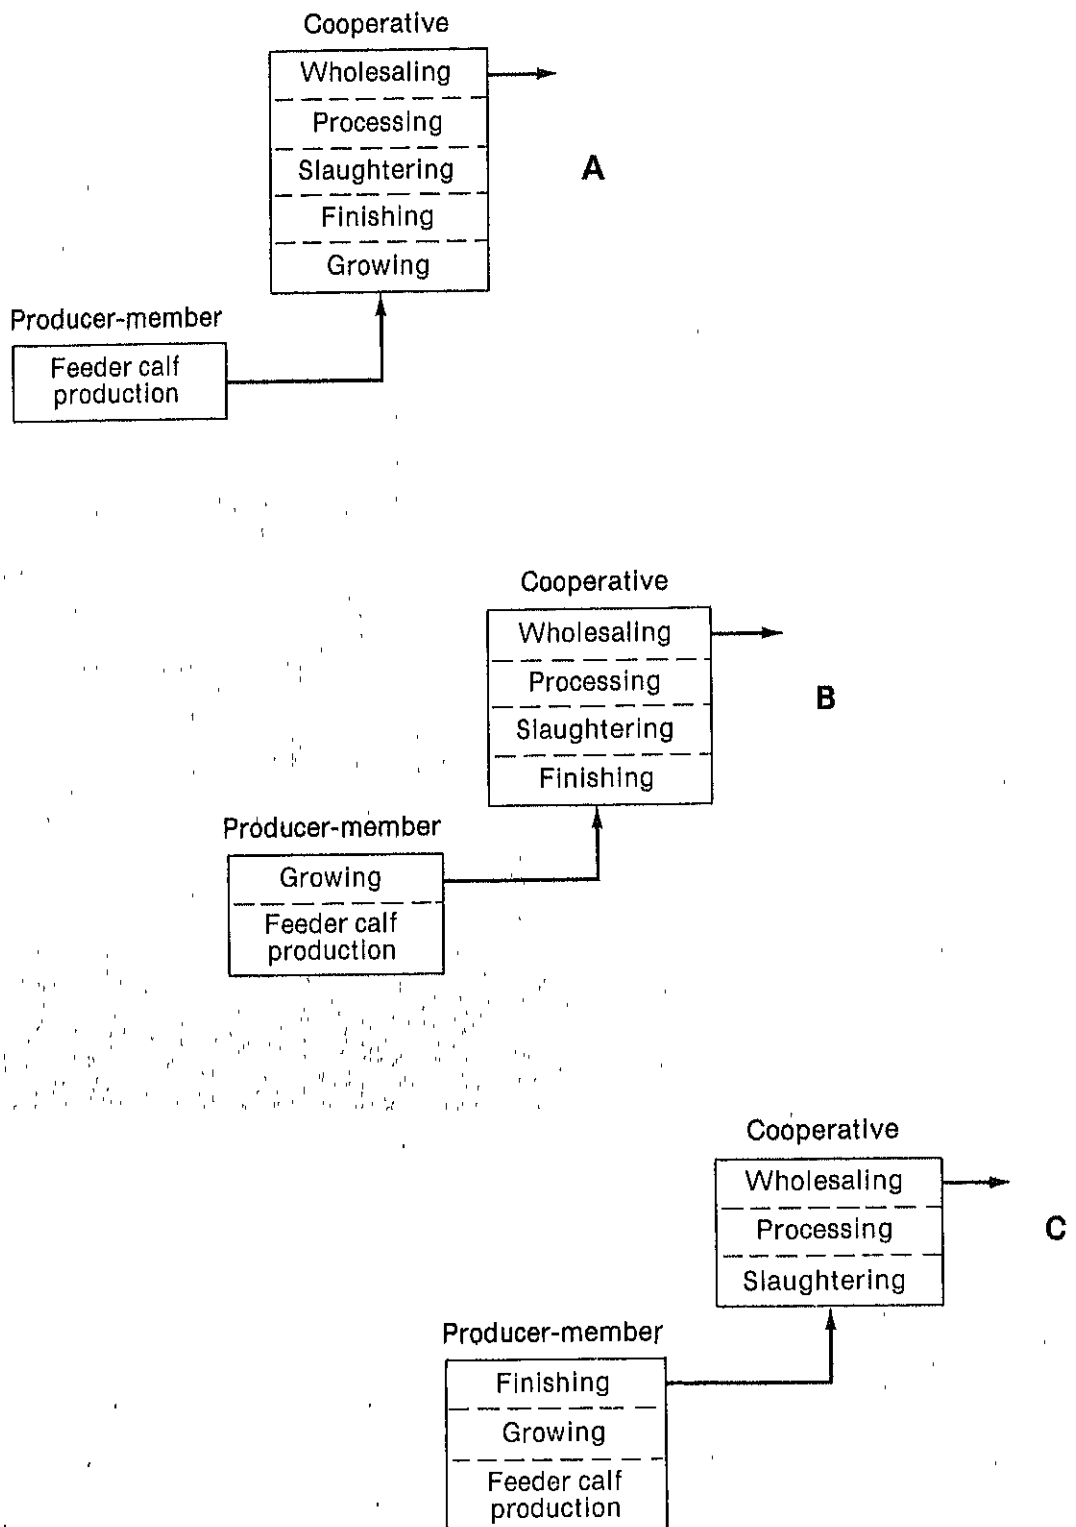 Cooperative
Wholesaling
Processing
A
Slaughtering
Finishing
Growing
Producer-member
Feeder calf
production
Cooperative
Wholesaling
Processing
B
Slaughtering
Finishing
Producer-member
Growing
Feeder calf
production
Cooperative
Wholesaling
Processing
C
Slaughtering
Producer-member
Finishing
Growing
Feeder calf
production